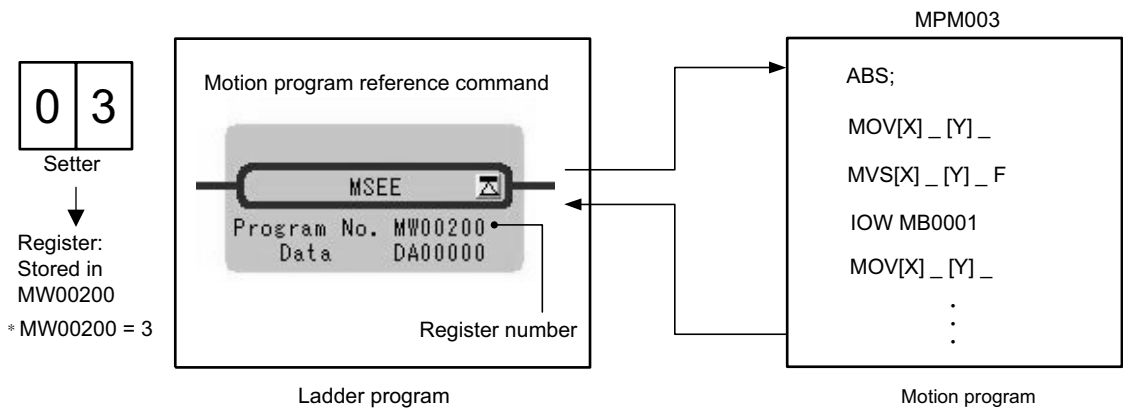 0 3
Setter
Register:
Stored in
MW00200
* MW00200 = 3
Motion program reference command
MSEE
Program No. MW00200
Data DA00000
Register number
Ladder program
MPM003
ABS;
MOV[X] _ [Y] _
MVS[X] _ [Y] _ F
IOW MB0001
MOV[X] _ [Y] _
.
.
.
Motion program